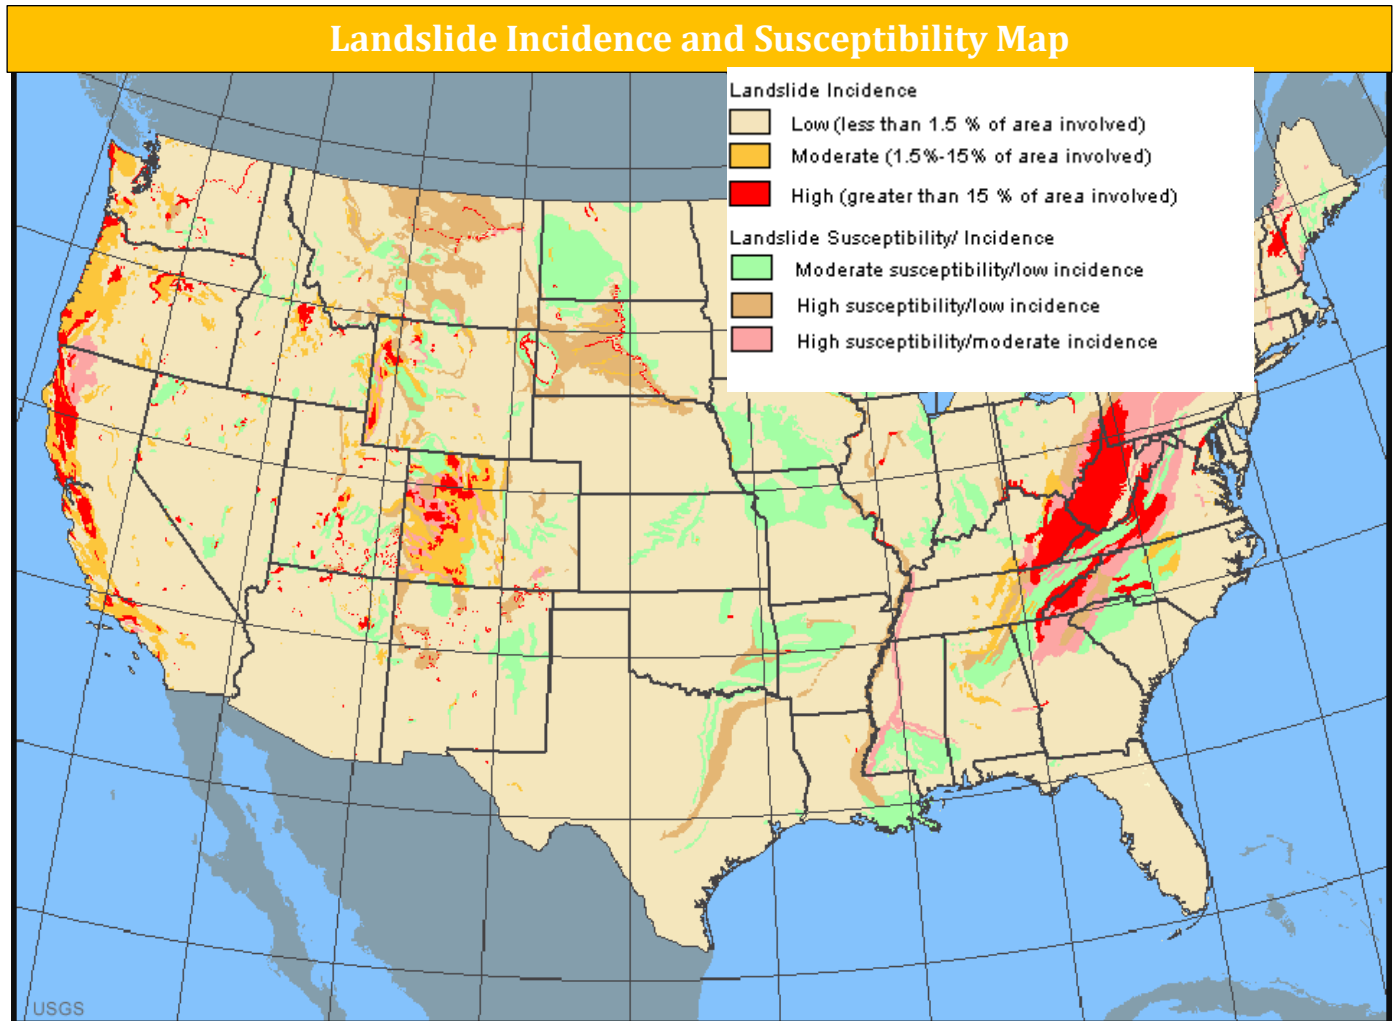 Landslide Incidence and Susceptibility Map
Landslide Incidence
Low (less than 1.5 % of area involved)
Moderate (1.5%-15% of area involved)
High (greater than 15 % of area involved)
Landslide Susceptibility/ Incidence
Moderate susceptibility/low incidence
High susceptibility/low incidence
High susceptibility/moderate incidence
USGS